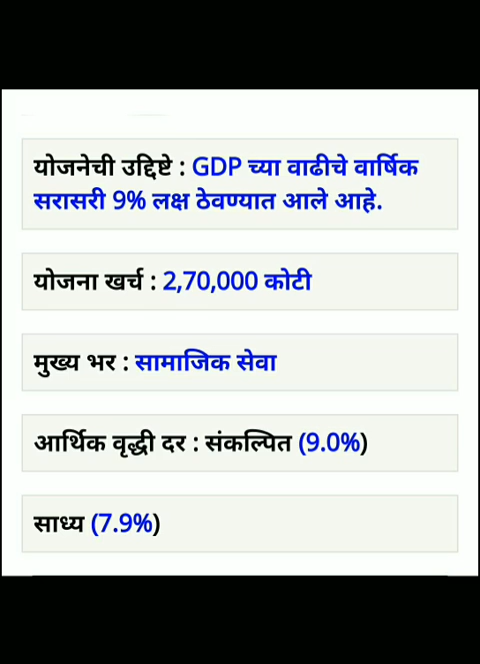 योजनेची उद्दिष्टे : GDP च्या वाढीचे वार्षिक
सरासरी 9% लक्ष ठेवण्यात आले आहे.
योजना खर्च : 2,70,000 कोटी
मुख्य भर : सामाजिक सेवा
आर्थिक वृद्धी दर : संकल्पित (9.0%)
साध्य (7.9%)